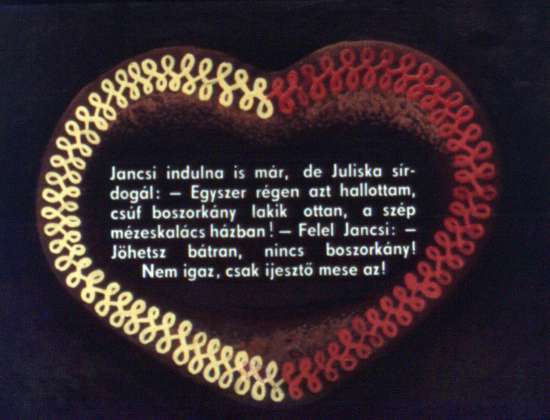 Jancsi indulna is már, de Juliska sír-
dogál: – Egyszer régen azt hallottam,
csúf boszorkány lakik ottan, a szép
mézeskalács házban! – Felel Jancsi: –
Jöhetsz bátran, nincs boszorkány!
Nem igaz, csak ijesztő mese az!